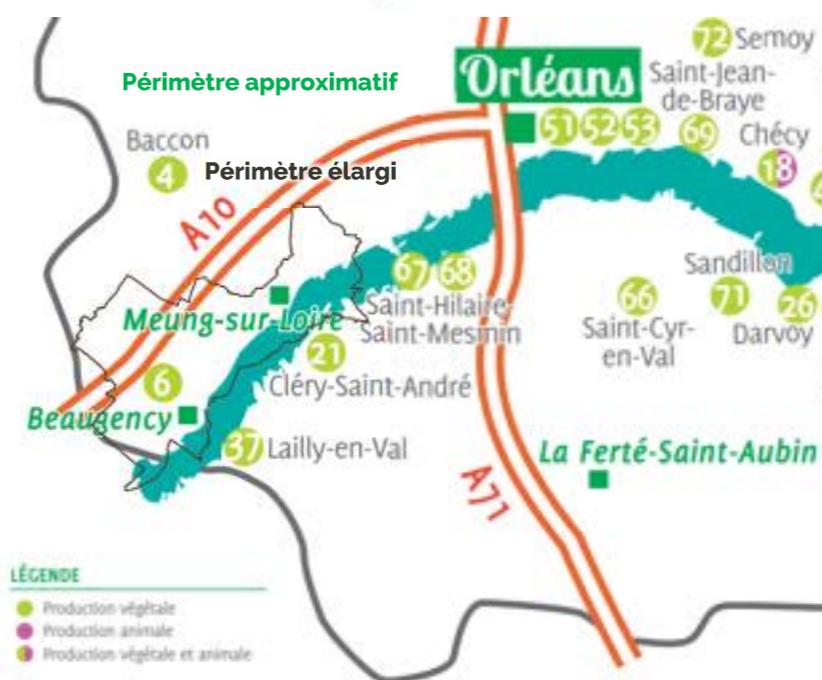 72 Semoy
Orléans
Saint-Jean-
de-Braye
Périmètre approximatif
51 52 53 69
Chécy
18
Baccon
4
Périmètre élargi
A10
67 68
Saint-Hilaire-
Saint-Mesmin
Sandillon
66
71
26
Meung-sur-Loire
Saint-Cyr-
en-Val
Darvoy
21
Cléry-Saint-André
6
Beaugency
37 Lailly-en-Val
La Ferté-Saint-Aubin
A71
LÉGENDE
Production végétale
Production animale
Production végétale et animale